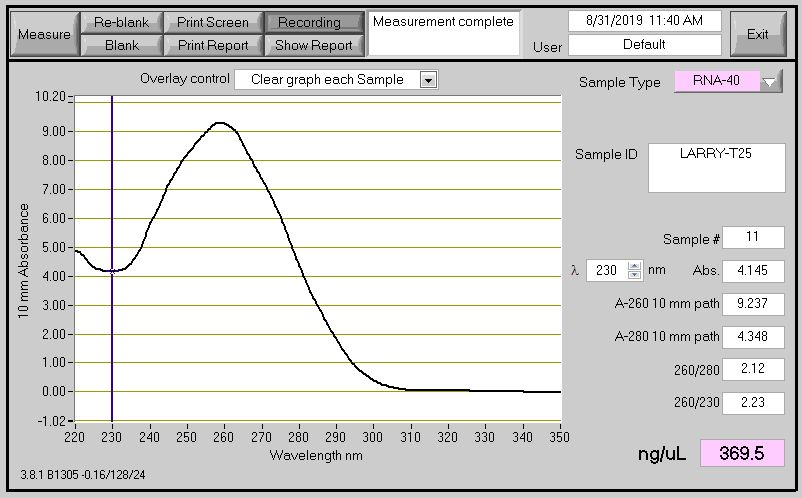 Measure
Re-blank
Print Screen
Recording
Measurement complete
8/31/2019 11:40 AM
Exit
Blank
Print Report
Show Report
User
Default
Overlay control
Clear graph each Sample
Sample Type
RNA-40
Sample ID
LARRY-T25
Sample #
11
λ
230
nm
Abs.
4.145
A-260 10 mm path
9.237
A-280 10 mm path
4.348
260/280
2.12
260/230
2.23
ng/uL
369.5
10 mm Absorbance
10.20
9.00
8.00
7.00
6.00
5.00
4.00
3.00
2.00
1.00
0.00
-1.02
220 230 240 250 260 270 280 290 300 310 320 330 340 350
Wavelength nm
3.8.1 B1305 -0.16/128/24